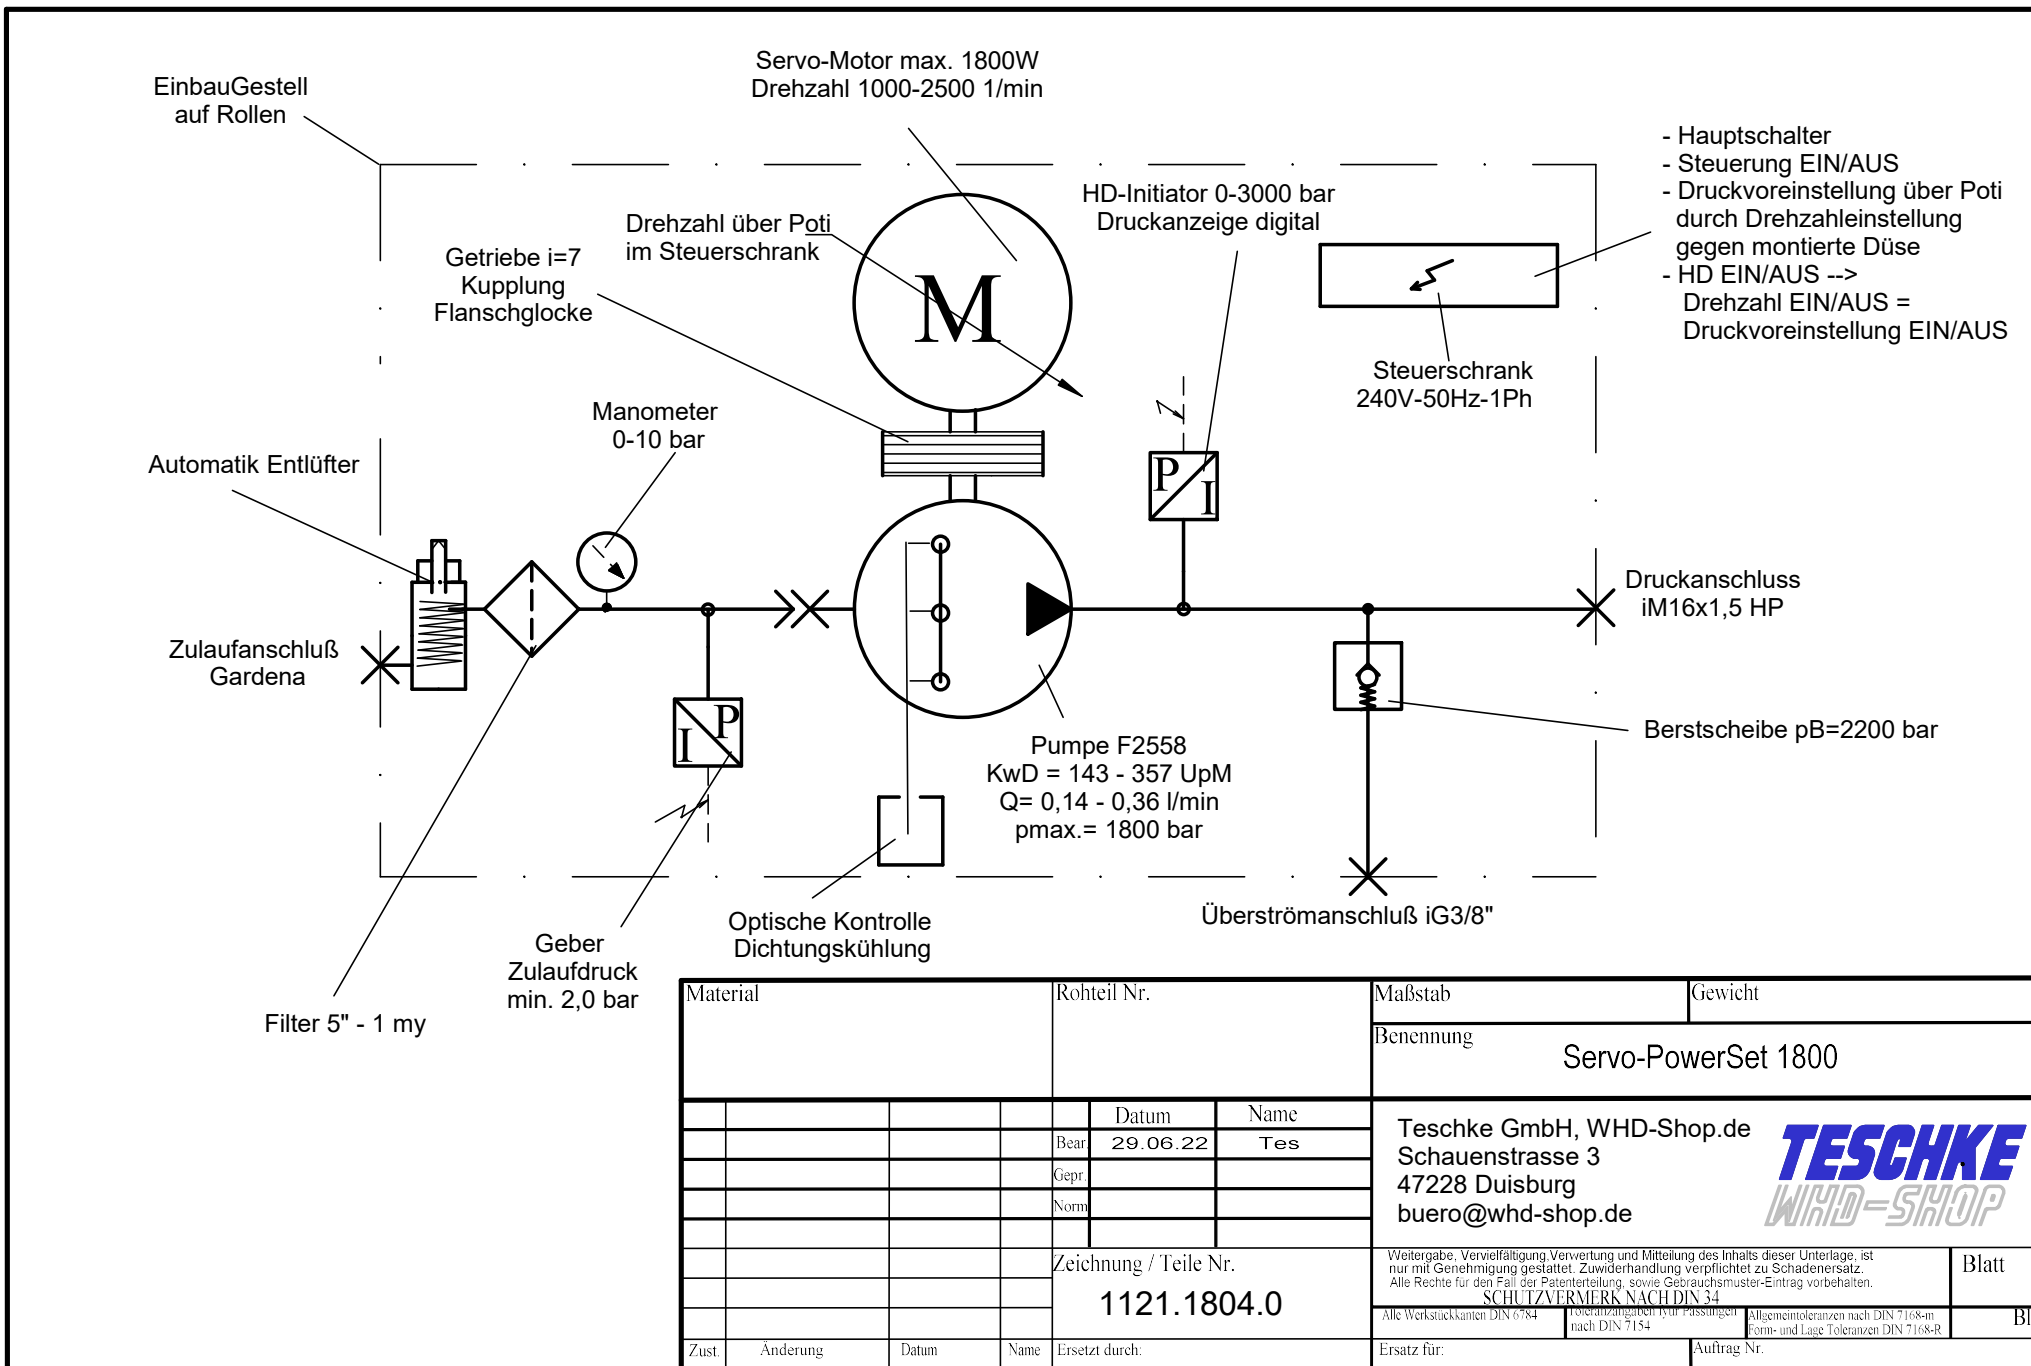 EinbauGestell
auf Rollen
Servo-Motor max. 1800W
Drehzahl 1000-2500 1/min
- Hauptschalter
- Steuerung EIN/AUS
- Druckvoreinstellung über Poti
durch Drehzahleinstellung
gegen montierte Düse
- HD EIN/AUS -->
Drehzahl EIN/AUS =
Druckvoreinstellung EIN/AUS
HD-Initiator 0-3000 bar
Druckanzeige digital
Drehzahl über Poti
im Steuerschrank
Getriebe i=7
Kupplung
Flanschglocke
M
Steuerschrank
240V-50Hz-1Ph
Manometer
0-10 bar
Automatik Entlüfter
P
I
Druckanschluss
iM16x1,5 HP
Zulaufanschluß
Gardena
P
I
Berstscheibe pB=2200 bar
Pumpe F2558
KwD = 143 - 357 UpM
Q= 0,14 - 0,36 l/min
pmax.= 1800 bar
Optische Kontrolle
Dichtungskühlung
Überströmanschluß iG3/8"
Geber
Zulaufdruck
min. 2,0 bar
Filter 5" - 1 my
Material
Rohteil Nr.
Maßstab
Gewicht
Benennung
Servo-PowerSet 1800
Datum
Name
Bear.
29.06.22
Tes
Gepr.
Norm
Teschke GmbH, WHD-Shop.de
Schauenstrasse 3
47228 Duisburg
buero@whd-shop.de
TESCHKE
WHD-SHOP
Zeichnung / Teile Nr.
1121.1804.0
Weitergabe, Vervielfältigung,Verwertung und Mitteilung des Inhalts dieser Unterlage, ist
nur mit Genehmigung gestattet. Zuwiderhandlung verpflichtet zu Schadenersatz.
Alle Rechte für den Fall der Patenterteilung, sowie Gebrauchsmuster-Eintrag vorbehalten.
SCHUTZVERMERK NACH DIN 34
Blatt
Alle Werkstückkanten DIN 6784
Toleranzangaben für Passungen
nach DIN 7154
Allgemeintoleranzen nach DIN 7168-m
Form- und Lage Toleranzen DIN 7168-R
Bl
Zust.
Änderung
Datum
Name
Ersetzt durch:
Ersatz für:
Auftrag Nr.